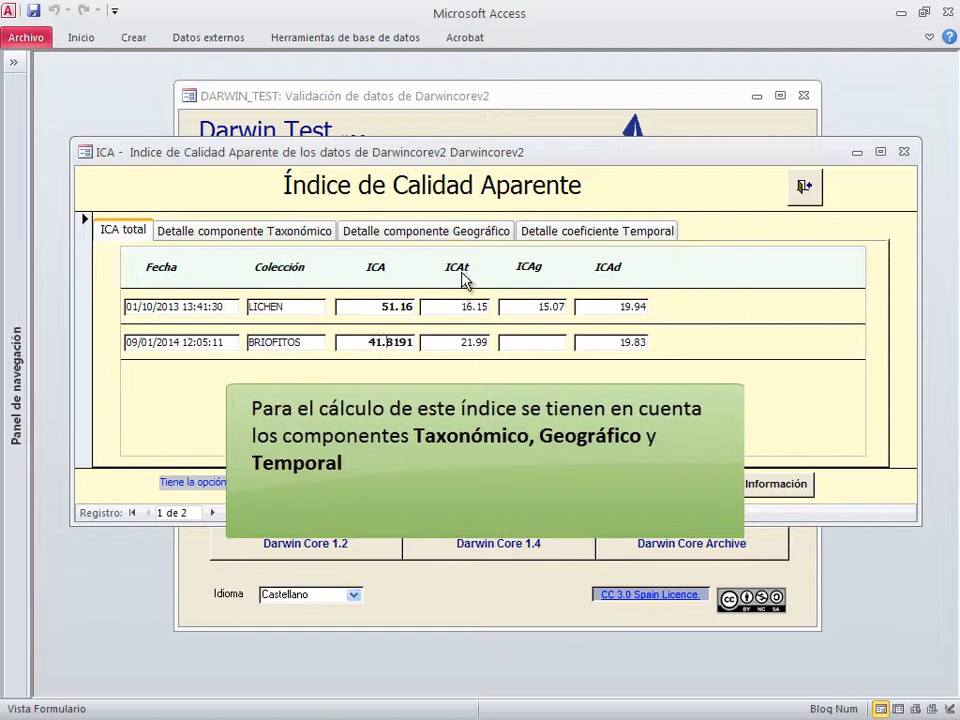 Microsoft Access
Archivo Inicio Crear Datos externos Herramientas de base de datos Acrobat
DARWIN_TEST: Validación de datos de Darwincorev2
Darwin Test
ICA - Indice de Calidad Aparente de los datos de Darwincorev2 Darwincorev2
Índice de Calidad Aparente
ICA total Detalle componente Taxonómico Detalle componente Geográfico Detalle coeficiente Temporal
Fecha Colección ICA ICAt ICAg ICAd
01/10/2013 13:41:30 LICHEN 51.16 16.15 15.07 19.94
09/01/2014 12:05:11 BRIOFITOS 41.8191 21.99 19.83
Para el cálculo de este índice se tienen en cuenta
los componentes Taxonómico, Geográfico y
Temporal
Tiene la opción
Información
Registro: 1 de 2
Darwin Core 1.2 Darwin Core 1.4 Darwin Core Archive
Idioma Castellano CC 3.0 Spain Licence.
BY NC SA
Panel de navegación
Vista Formulario Bloq Num